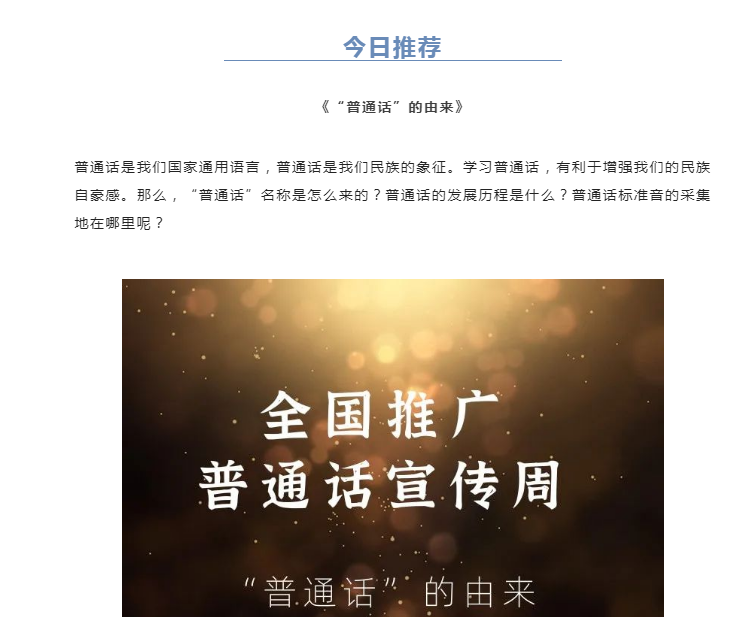 今日推荐
《“普通话”的由来》
普通话是我们国家通用语言，普通话是我们民族的象征。学习普通话，有利于增强我们的民族
自豪感。那么，“普通话”名称是怎么来的？普通话的发展历程是什么？普通话标准音的采集
地在哪里呢？
全国推广
普通话宣传周
“普通话”的由来